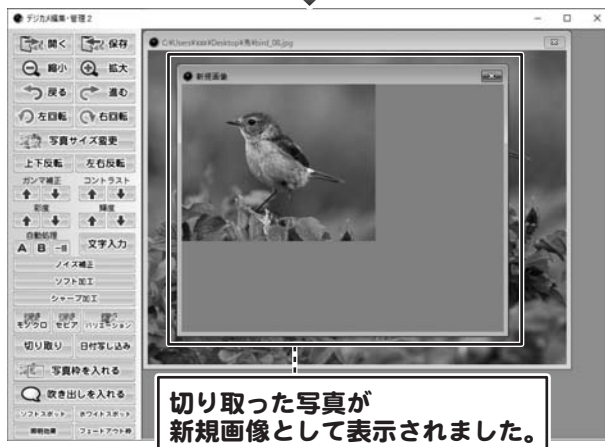 デジカメ編集・管理2
開く 保存
縮小 拡大
戻る 進む
左回転 右回転
写真サイズ変更
上下反転 左右反転
ガンマ補正 コントラスト
彩度 輝度
自動処理
A B 文字入力
ノイズ補正
ソフト加工
シャープ加工
モノクロ セピア バリエーション
切り取り 日付写し込み
写真枠を入れる
吹き出しを入れる
ソフトスポット ホワイトスポット
照明効果 フェードアウト枠
新規画像
切り取った写真が
新規画像として表示されました。